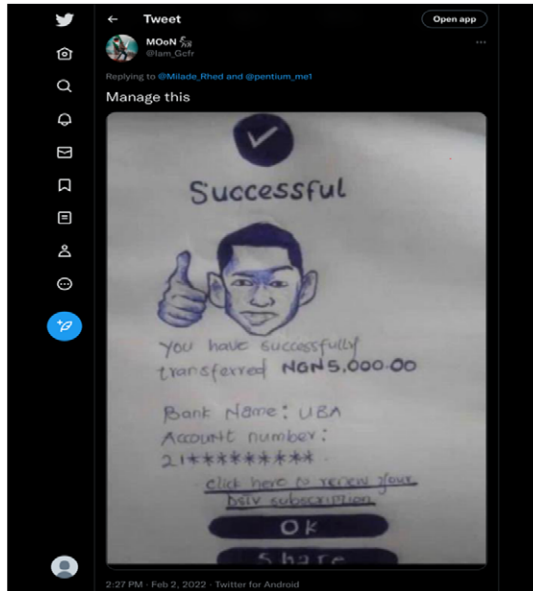 Tweet
Open app
MOoN
@Iam_Gcfr
Replying to @Milade_Rhed and @pentium_me1
Manage this
Successful
You have successfully
transferred NGN5,000.00
Bank Name: UBA
Account number:
21*********
click here to renew your
Dstv subscription
Ok
Share
2:27 PM · Feb 2, 2022 · Twitter for Android